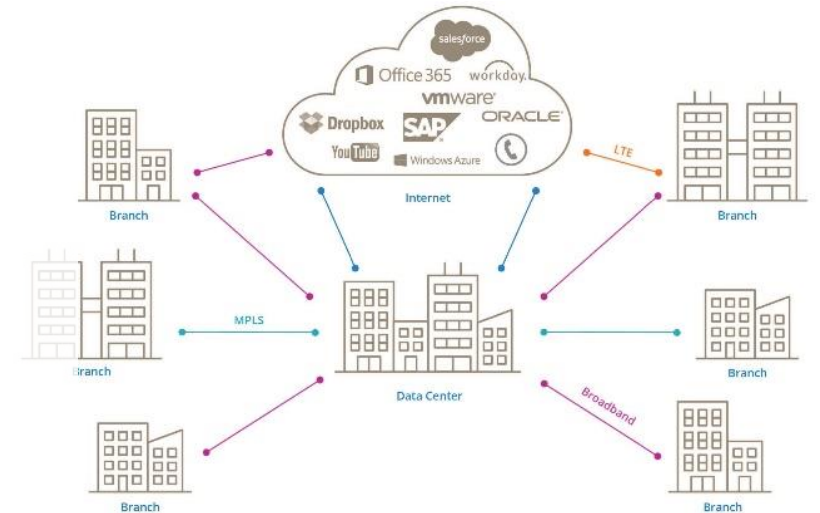 salesforce
Office 365
workday.
vmware
Dropbox
SAP
ORACLE
YouTube
Windows Azure
LTE
Internet
Branch
Branch
MPLS
Branch
Data Center
Branch
Broadband
Branch
Branch